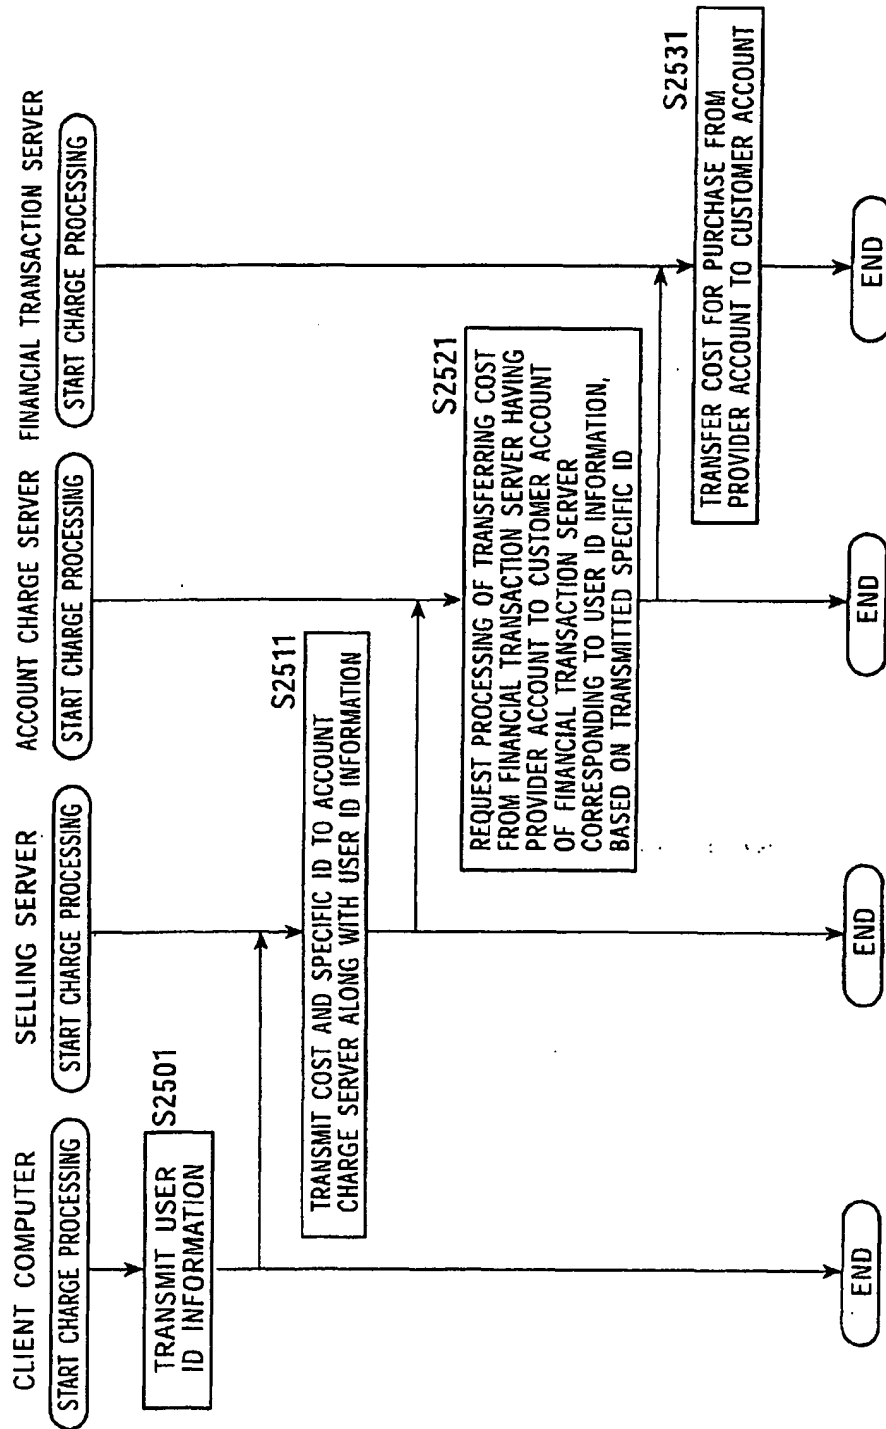 CLIENT COMPUTER
SELLING SERVER
ACCOUNT CHARGE SERVER
FINANCIAL TRANSACTION SERVER
START CHARGE PROCESSING
START CHARGE PROCESSING
START CHARGE PROCESSING
START CHARGE PROCESSING
S2501
TRANSMIT USER
ID INFORMATION
S2511
TRANSMIT COST AND SPECIFIC ID TO ACCOUNT
CHARGE SERVER ALONG WITH USER ID INFORMATION
S2521
REQUEST PROCESSING OF TRANSFERRING COST
FROM FINANCIAL TRANSACTION SERVER HAVING
PROVIDER ACCOUNT TO CUSTOMER ACCOUNT
OF FINANCIAL TRANSACTION SERVER
CORRESPONDING TO USER ID INFORMATION,
BASED ON TRANSMITTED SPECIFIC ID
S2531
TRANSFER COST FOR PURCHASE FROM
PROVIDER ACCOUNT TO CUSTOMER ACCOUNT
END
END
END
END